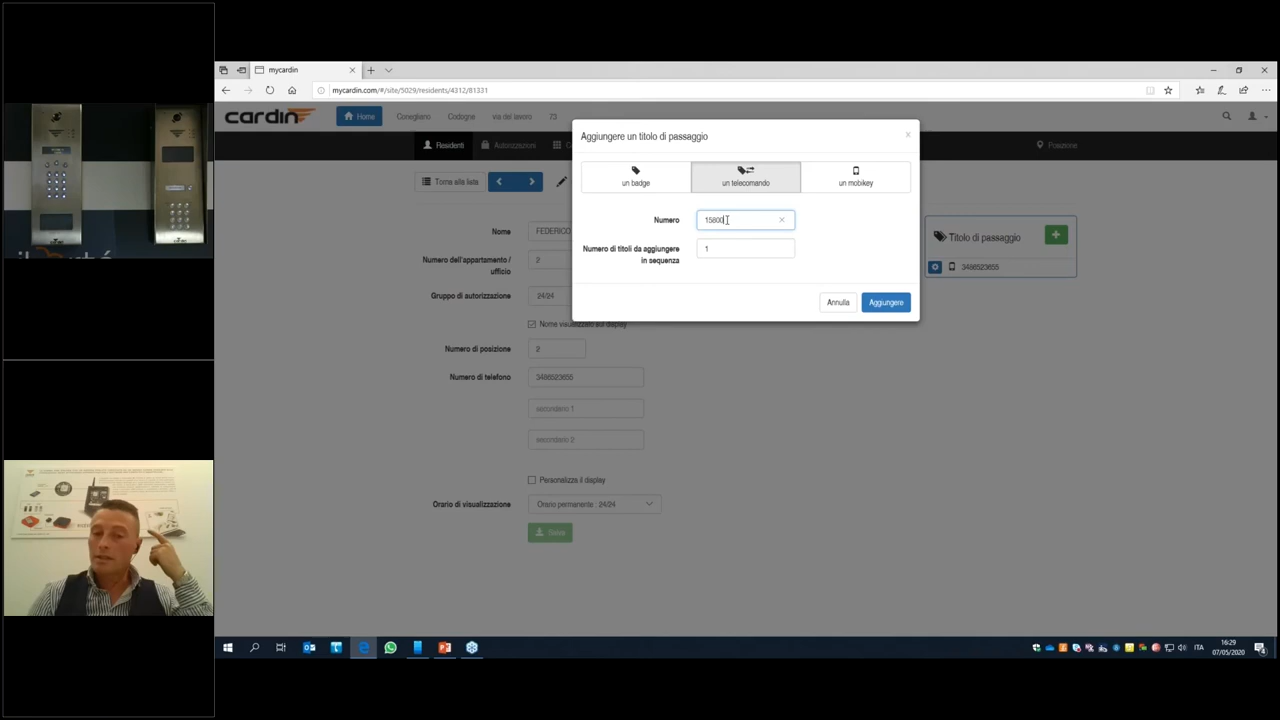 mycardin
mycardin.com/#/site/5029/residents/4312/81331
cardin
Home
Conegliano
Codogne
via del lavoro
73
Residenti
Autorizzazioni
Posizione
Torna alla lista
Aggiungere un titolo di passaggio
un badge
un telecomando
un mobikey
Numero
15800
Numero di titoli da aggiungere
in sequenza
1
Annulla
Aggiungere
Nome
FEDERICO
Numero dell'appartamento /
ufficio
2
Gruppo di autorizzazione
24/24
Nome visualizzato sul display
Numero di posizione
2
Numero di telefono
3486523655
secondario 1
secondario 2
Personalizza il display
Orario di visualizzazione
Orario permanente : 24/24
Salva
Titolo di passaggio
3486523655
ITA
16:29
07/05/2020